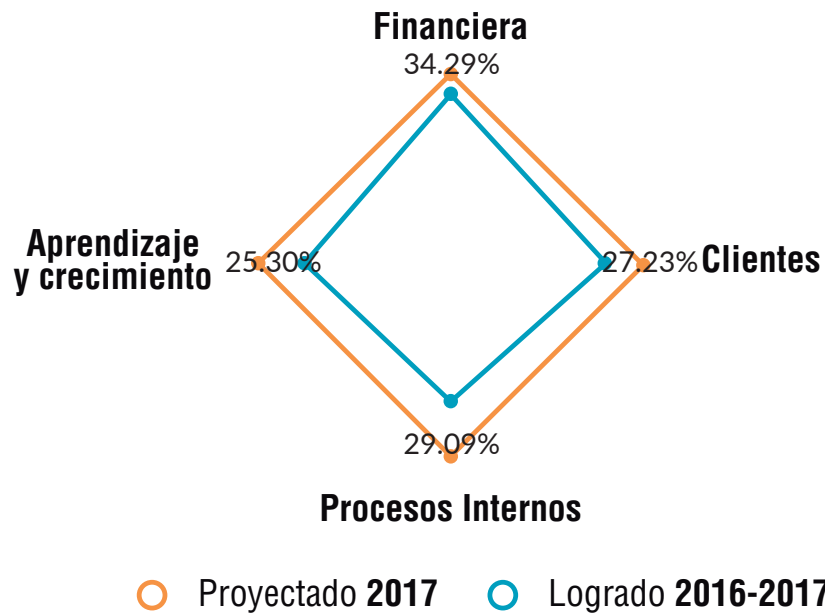 Financiera
34.29%
Aprendizaje
y crecimiento
25.30%
27.23%
Clientes
29.09%
Procesos Internos
Proyectado 2017
Logrado 2016-2017